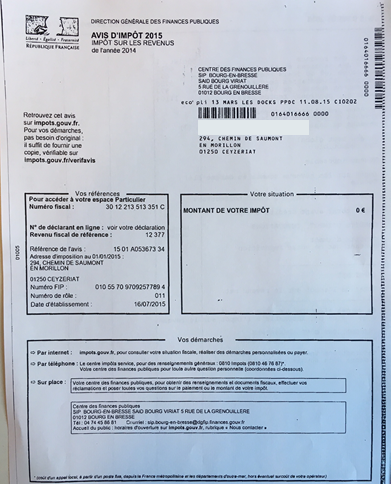 Liberté • Égalité • Fraternité
RÉPUBLIQUE FRANÇAISE
DIRECTION GÉNÉRALE DES FINANCES PUBLIQUES
AVIS D'IMPÔT 2015
IMPÔT SUR LES REVENUS
de l'année 2014
CENTRE DES FINANCES PUBLIQUES
SIP BOURG-EN-BRESSE
SAID BOURG VIRIAT
5 RUE DE LA GRENOUILLERE
01012 BOURG EN BRESSE
eco'pli 13 MARS LES DOCKS PPDC 11.08.15 CI0202
0164016666 0000
0164016666 0000
Retrouvez cet avis
sur impots.gouv.fr.
Pour vos démarches,
pas besoin d'original :
il suffit de fournir une
copie, vérifiable sur
impots.gouv.fr/verifavis
294, CHEMIN DE SAUMONT
EN MORILLON
01250 CEYZERIAT
Vos références
Pour accéder à votre espace Particulier
Numéro fiscal : 30 12 213 513 351 C
N° de déclarant en ligne : voir votre déclaration
Revenu fiscal de référence : 12 377
Référence de l'avis : 15 01 A053673 34
Adresse d'imposition au 01/01/2015 :
294, CHEMIN DE SAUMONT
EN MORILLON
01250 CEYZERIAT
Numéro FIP : 010 55 70 9709257789 4
Numéro de rôle : 011
Date d'établissement : 16/07/2015
Votre situation
MONTANT DE VOTRE IMPÔT 0 €
Vos démarches
Par internet : impots.gouv.fr, pour consulter votre situation fiscale, réaliser des démarches personnalisées ou payer.
Par téléphone : Le centre impôts service, pour des renseignements généraux : 0810 Impots (0810 46 76 87)*.
Votre centre des finances publiques pour toute autre question personnelle (coordonnées ci-dessous).
Sur place : Votre centre des finances publiques, pour obtenir des renseignements et documents fiscaux, effectuer vos
réclamations et poser toutes vos questions sur le paiement ou le montant de votre impôt.
Centre des finances publiques
SIP BOURG-EN-BRESSE SAID BOURG VIRIAT 5 RUE DE LA GRENOUILLERE
01012 BOURG EN BRESSE
Tél : 04 74 45 86 81 Courriel : sip.bourg-en-bresse@dgfip.finances.gouv.fr
Accueil du public : horaires d'ouverture sur impots.gouv.fr, rubrique « Nous contacter »
* (coût d'un appel local, à partir d'un poste fixe, depuis la France métropolitaine et les départements d'outre-mer, hors éventuel surcoût de votre opérateur)